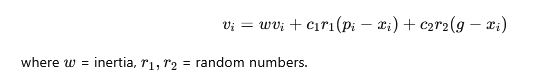 vᵢ = wvᵢ + c₁r₁(pᵢ − xᵢ) + c₂r₂(g − xᵢ)
where w = inertia, r₁, r₂ = random numbers.